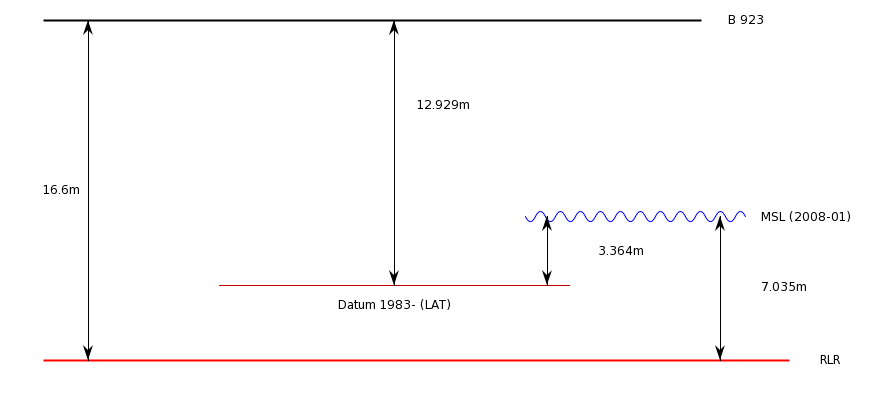 B 923
12.929m
16.6m
MSL (2008-01)
3.364m
7.035m
Datum 1983- (LAT)
RLR